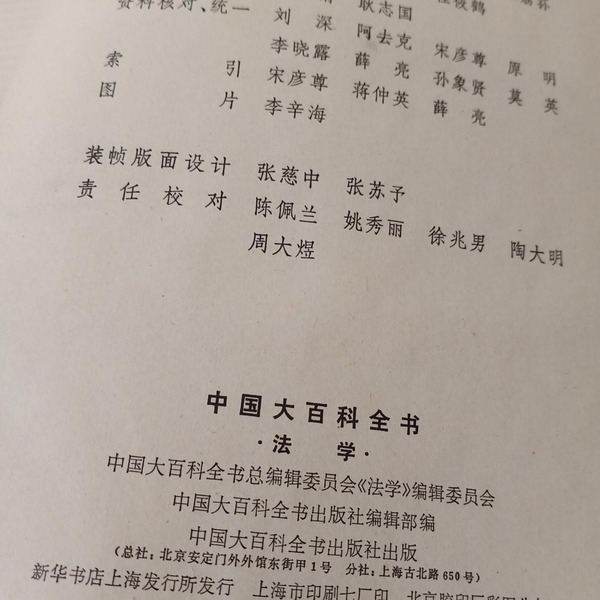 资料核对、统一 刘深 耿志国
李晓露 阿去克 宋彦尊 原明
索引 宋彦尊 薛亮 孙象贤 莫英
图片 李辛海 蒋仲英 薛亮
装帧版面设计 张慈中 张苏予
责任校对 陈佩兰 姚秀丽 徐兆男 陶大明
周大煜
中国大百科全书
·法学·
中国大百科全书总编辑委员会《法学》编辑委员会
中国大百科全书出版社编辑部编
中国大百科全书出版社出版
(总社:北京安定门外外馆东街甲1号 分社:上海古北路650号)
新华书店上海发行所发行 上海市印刷七厂印